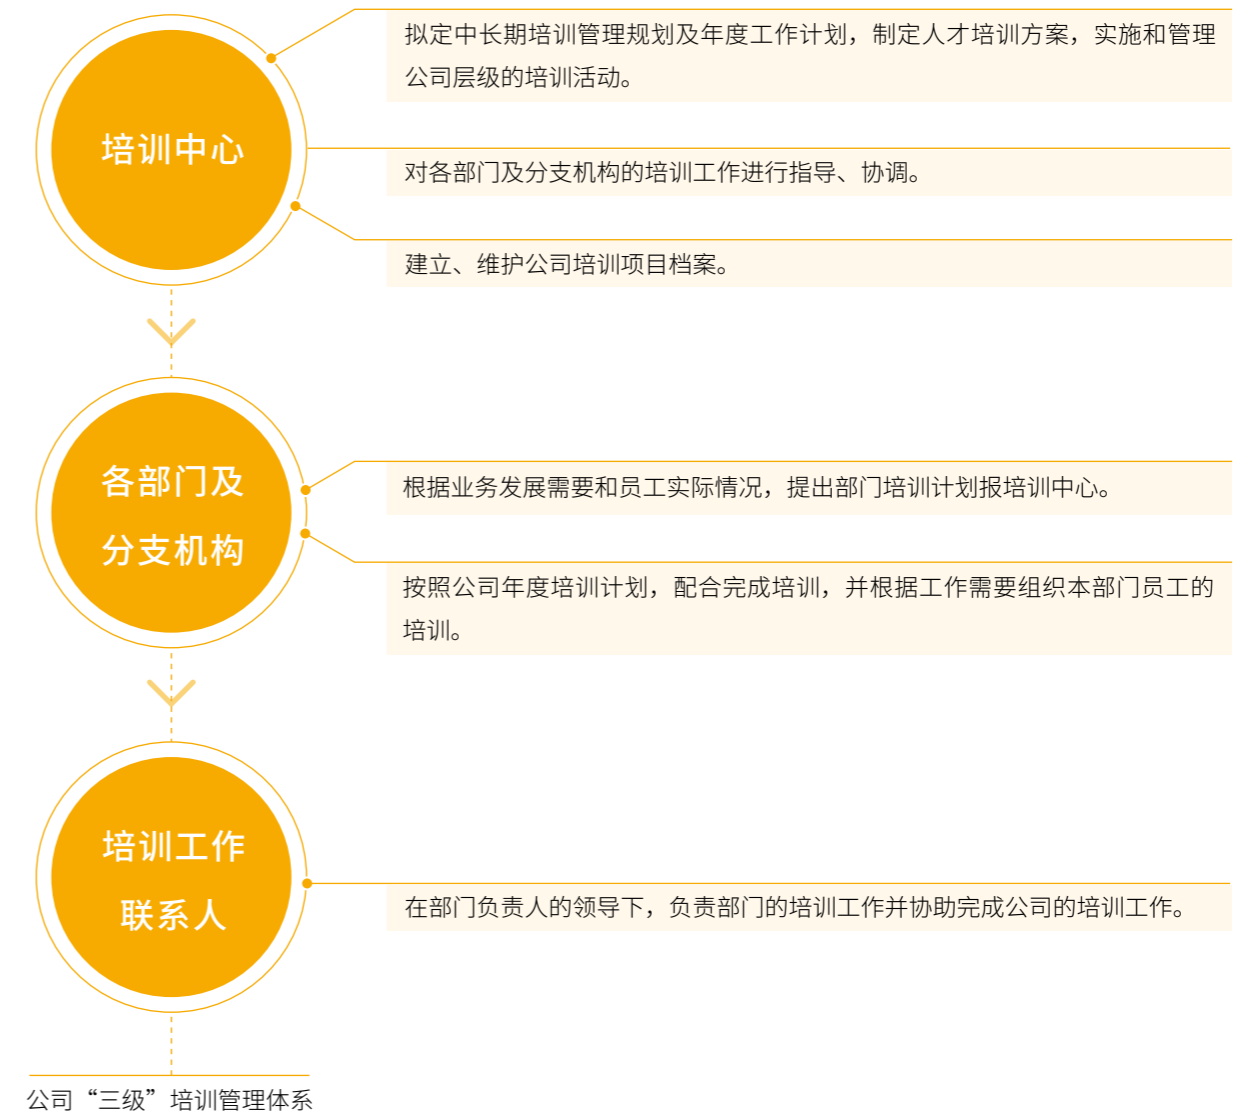 培训中心
拟定中长期培训管理规划及年度工作计划，制定人才培训方案，实施和管理
公司层级的培训活动。
对各部门及分支机构的培训工作进行指导、协调。
建立、维护公司培训项目档案。
各部门及
分支机构
根据业务发展需要和员工实际情况，提出部门培训计划报培训中心。
按照公司年度培训计划，配合完成培训，并根据工作需要组织本部门员工的
培训。
培训工作
联系人
在部门负责人的领导下，负责部门的培训工作并协助完成公司的培训工作。
公司“三级”培训管理体系